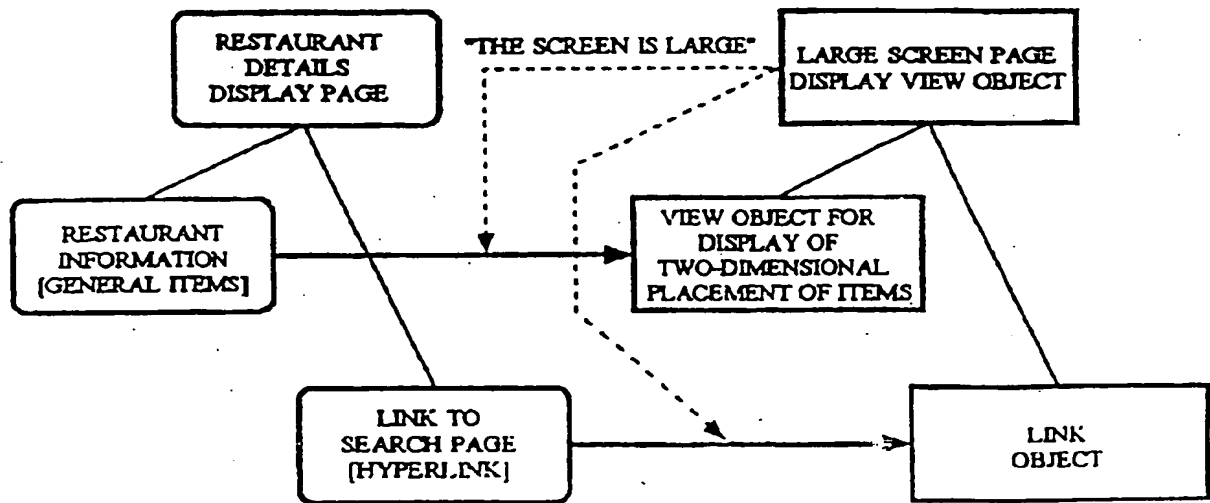 RESTAURANT
DETAILS
DISPLAY PAGE
"THE SCREEN IS LARGE"
LARGE SCREEN PAGE
DISPLAY VIEW OBJECT
RESTAURANT
INFORMATION
[GENERAL ITEMS]
VIEW OBJECT FOR
DISPLAY OF
TWO-DIMENSIONAL
PLACEMENT OF ITEMS
LINK TO
SEARCH PAGE
[HYPERLINK]
LINK
OBJECT